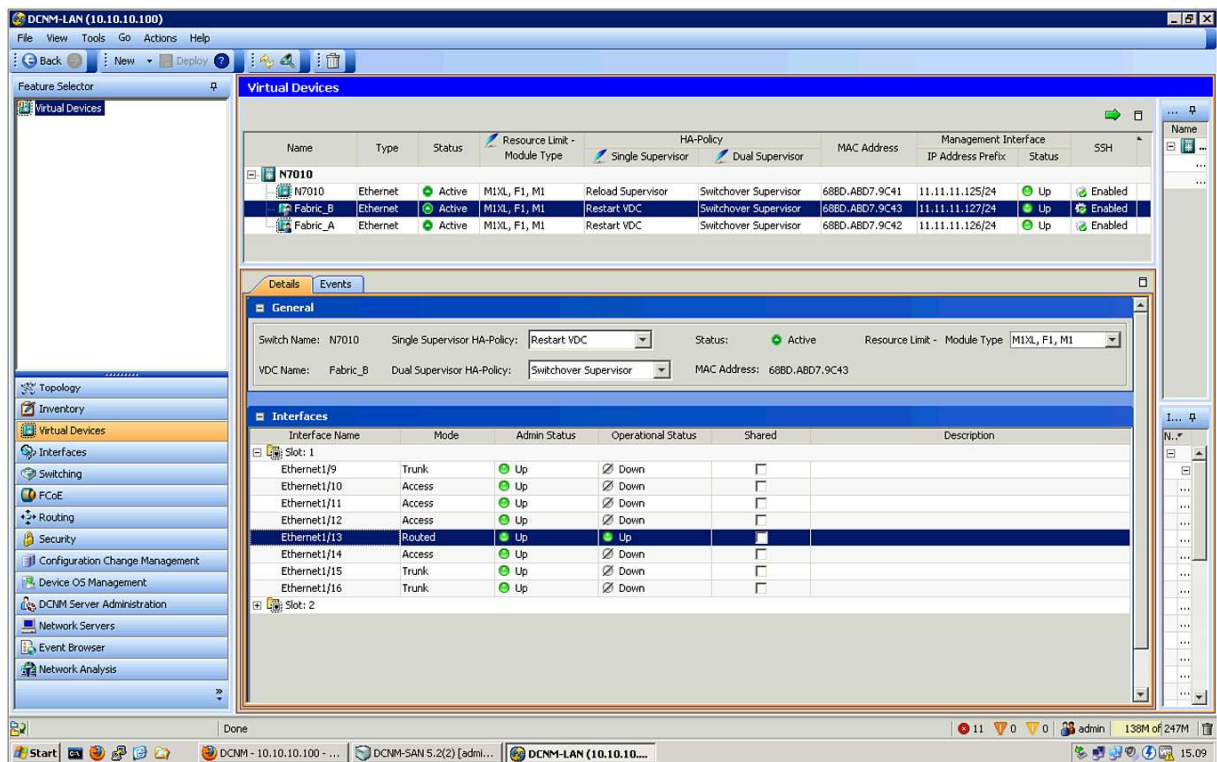 DCNM-LAN (10.10.10.100)
File View Tools Go Actions Help
Back New Deploy ?
Feature Selector
Virtual Devices
Topology
Inventory
Virtual Devices
Interfaces
Switching
FCoE
Routing
Security
Configuration Change Management
Device OS Management
DCNM Server Administration
Network Servers
Event Browser
Network Analysis
»
Virtual Devices
Name Type Status Resource Limit - Module Type HA-Policy Single Supervisor Dual Supervisor MAC Address Management Interface IP Address Prefix Status SSH
N7010
N7010 Ethernet Active M1XL, F1, M1 Reload Supervisor Switchover Supervisor 68BD.ABD7.9C41 11.11.11.125/24 Up Enabled
Fabric_B Ethernet Active M1XL, F1, M1 Restart VDC Switchover Supervisor 68BD.ABD7.9C43 11.11.11.127/24 Up Enabled
Fabric_A Ethernet Active M1XL, F1, M1 Restart VDC Switchover Supervisor 68BD.ABD7.9C42 11.11.11.126/24 Up Enabled
Details Events
General
Switch Name: N7010 Single Supervisor HA-Policy: Restart VDC Status: Active Resource Limit - Module Type M1XL, F1, M1
VDC Name: Fabric_B Dual Supervisor HA-Policy: Switchover Supervisor MAC Address: 68BD.ABD7.9C43
Interfaces
Interface Name Mode Admin Status Operational Status Shared Description
Slot: 1
Ethernet1/9 Trunk Up Down
Ethernet1/10 Access Up Down
Ethernet1/11 Access Up Down
Ethernet1/12 Access Up Down
Ethernet1/13 Routed Up Up
Ethernet1/14 Access Up Down
Ethernet1/15 Trunk Up Down
Ethernet1/16 Trunk Up Down
Slot: 2
...
Name
...
...
...
I...
N...
...
...
...
...
...
...
...
...
...
...
...
Done 11 0 0 admin 138M of 247M
Start DCNM - 10.10.10.100 - ... DCNM-SAN 5.2(2) [admi... DCNM-LAN (10.10.10.... 15.09